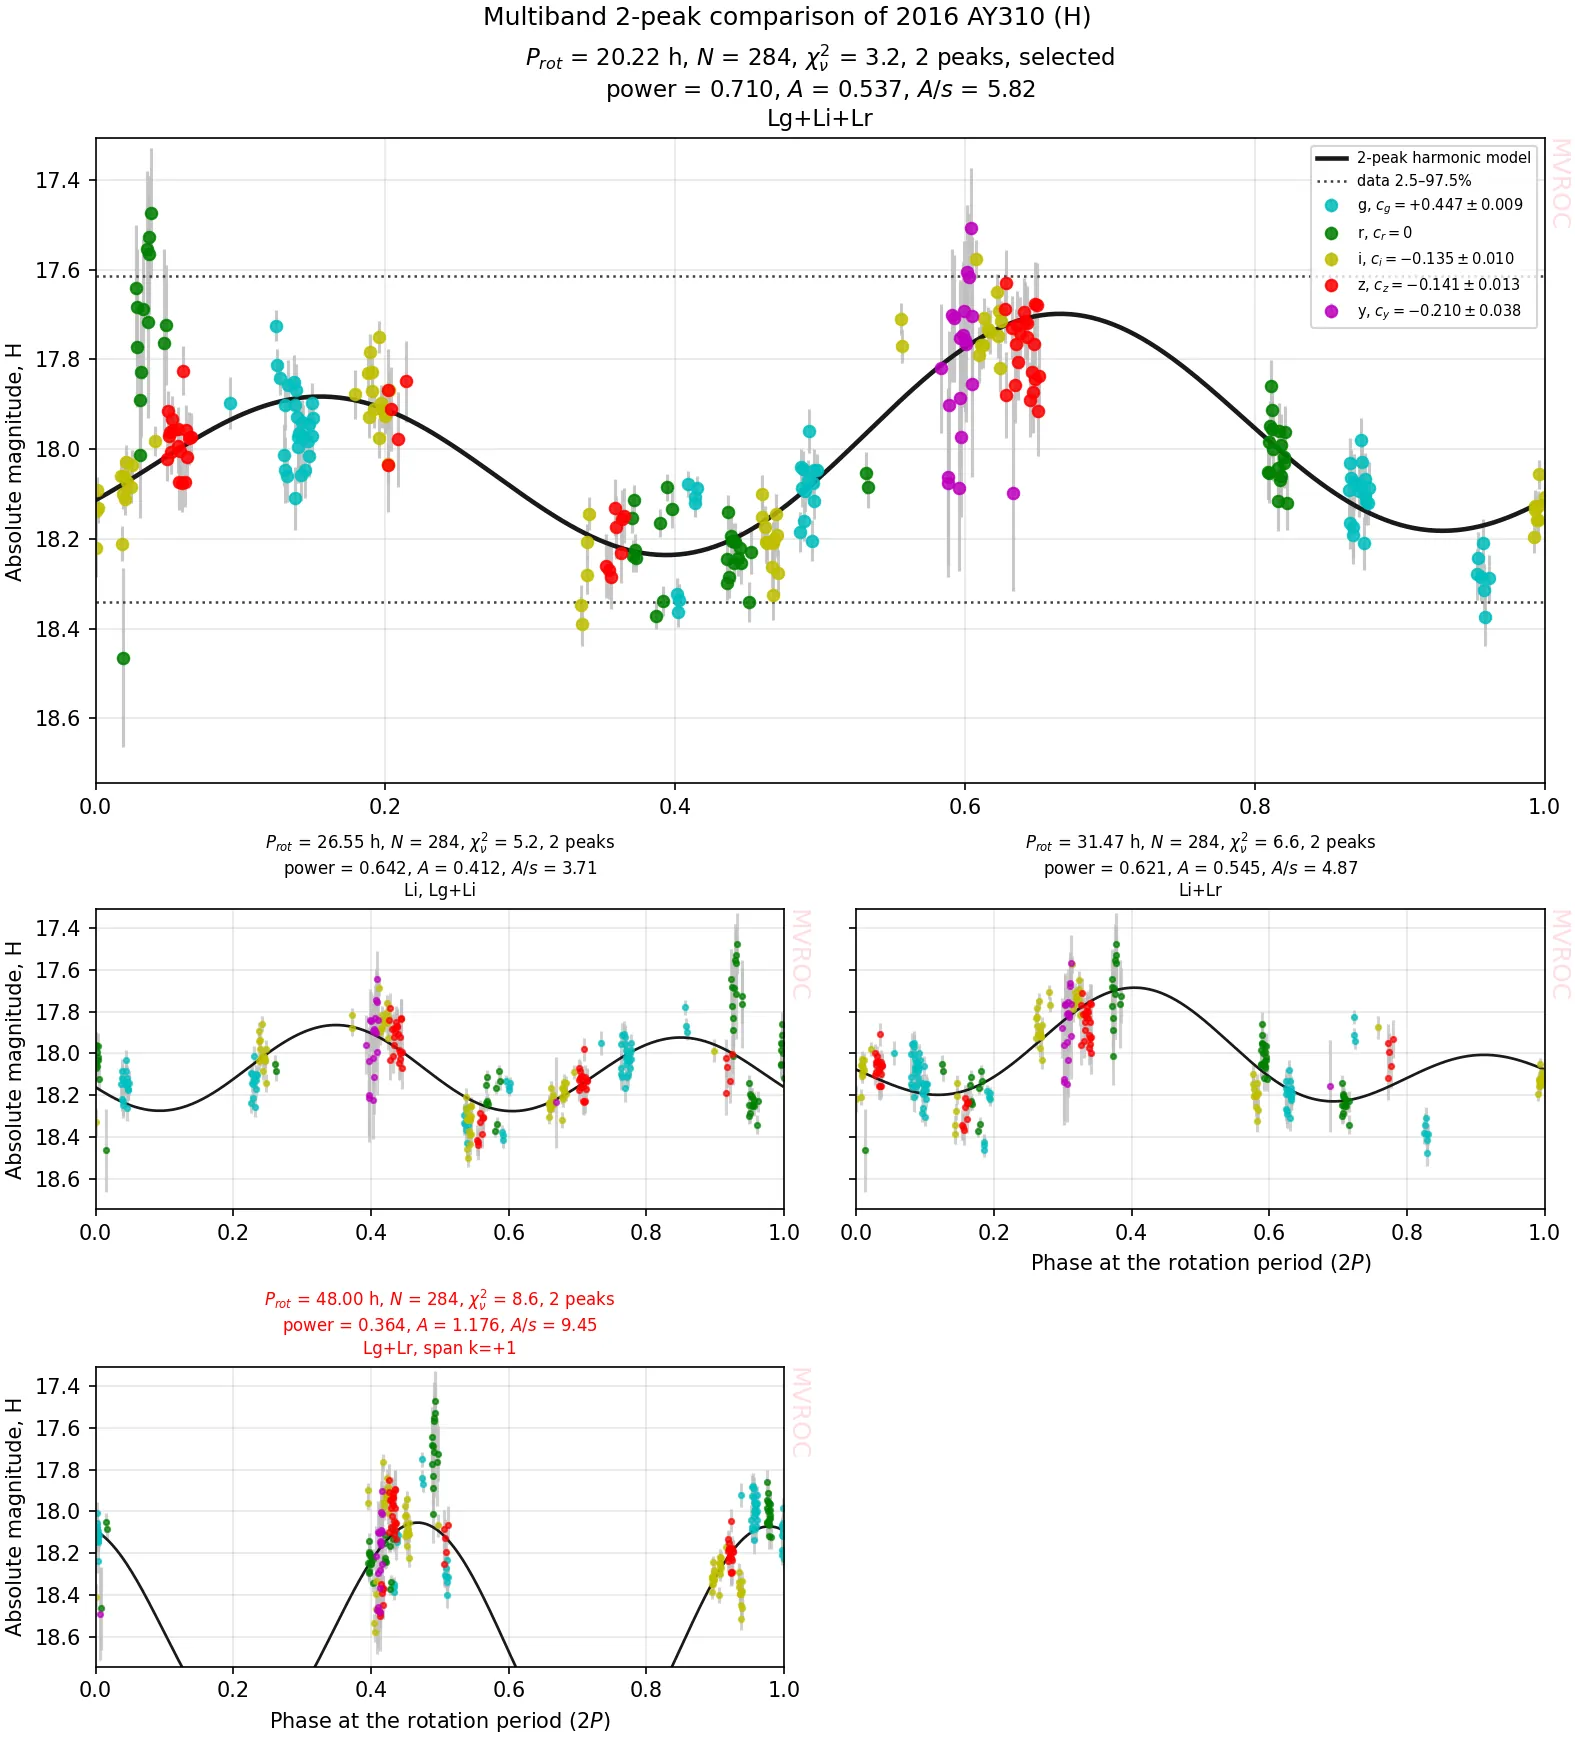 Multiband 2-peak comparison of 2016 AY310 (H)
P_rot = 20.22 h, N = 284, χ²_ν = 3.2, 2 peaks, selected
power = 0.710, A = 0.537, A/s = 5.82
Lg+Li+Lr
Absolute magnitude, H
17.4
17.6
17.8
18.0
18.2
18.4
18.6
0.0 0.2 0.4 0.6 0.8 1.0
2-peak harmonic model
data 2.5–97.5%
g, c_g = +0.447 ± 0.009
r, c_r = 0
i, c_i = −0.135 ± 0.010
z, c_z = −0.141 ± 0.013
y, c_y = −0.210 ± 0.038
MVROC
P_rot = 26.55 h, N = 284, χ²_ν = 5.2, 2 peaks
power = 0.642, A = 0.412, A/s = 3.71
Li, Lg+Li
Absolute magnitude, H
17.4
17.6
17.8
18.0
18.2
18.4
18.6
0.0 0.2 0.4 0.6 0.8 1.0
MVROC
P_rot = 31.47 h, N = 284, χ²_ν = 6.6, 2 peaks
power = 0.621, A = 0.545, A/s = 4.87
Li+Lr
0.0 0.2 0.4 0.6 0.8 1.0
Phase at the rotation period (2P)
MVROC
P_rot = 48.00 h, N = 284, χ²_ν = 8.6, 2 peaks
power = 0.364, A = 1.176, A/s = 9.45
Lg+Lr, span k=+1
Absolute magnitude, H
17.4
17.6
17.8
18.0
18.2
18.4
18.6
0.0 0.2 0.4 0.6 0.8 1.0
Phase at the rotation period (2P)
MVROC